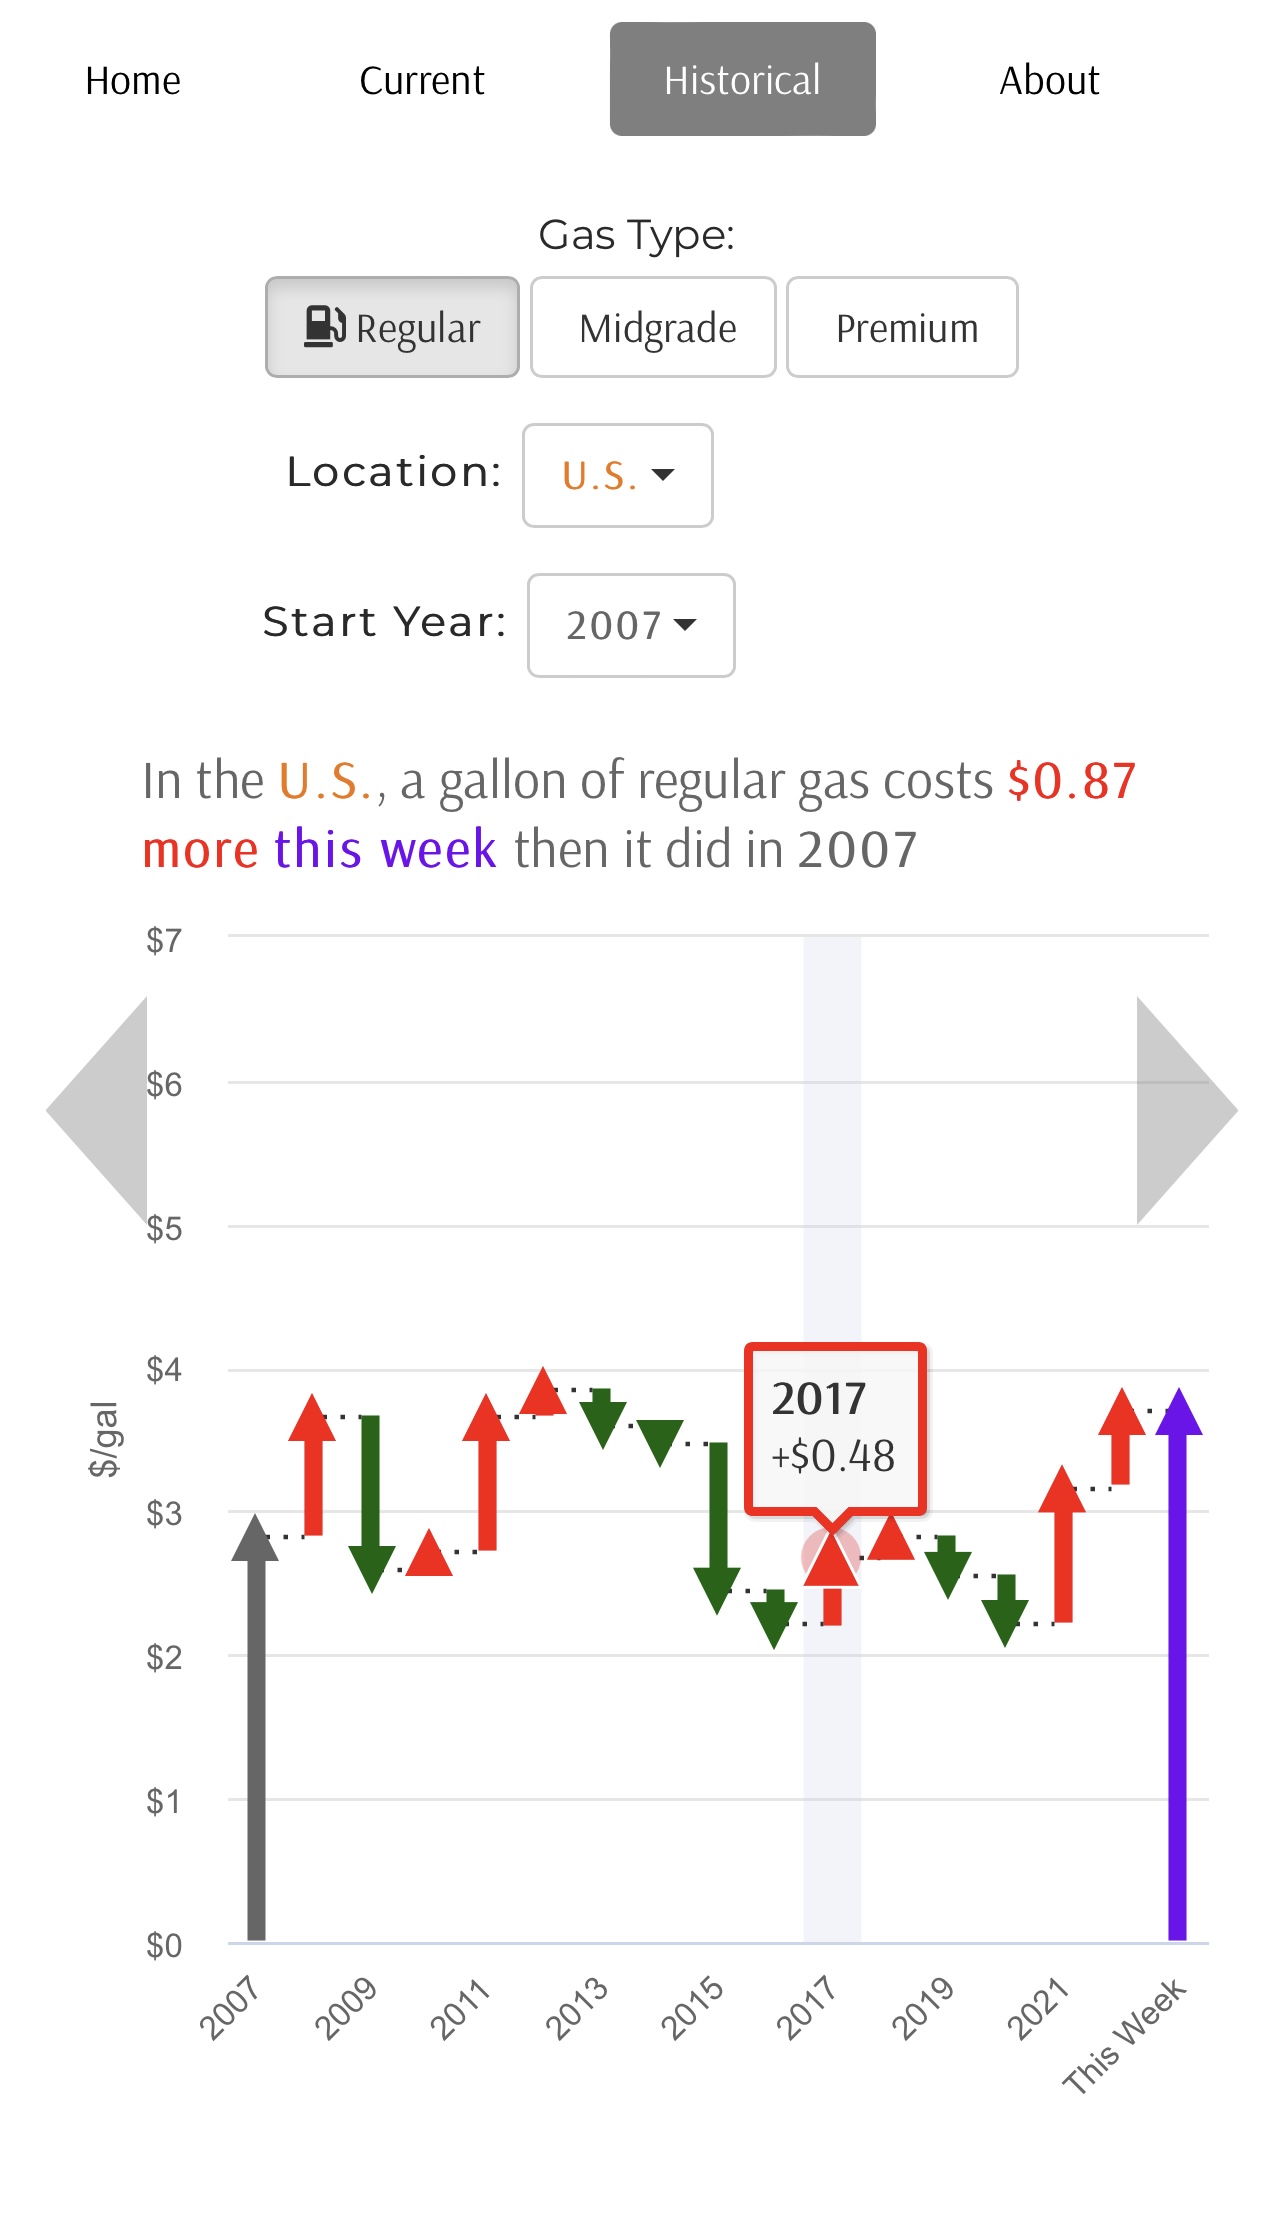 Home Current Historical About
Gas Type:
Regular Midgrade Premium
Location: U.S.
Start Year: 2007
In the U.S., a gallon of regular gas costs $0.87
more this week then it did in 2007
$7
$6
$5
$4
$3
$2
$1
$0
$/gal
2017
+$0.48
2007 2009 2011 2013 2015 2017 2019 2021 This Week